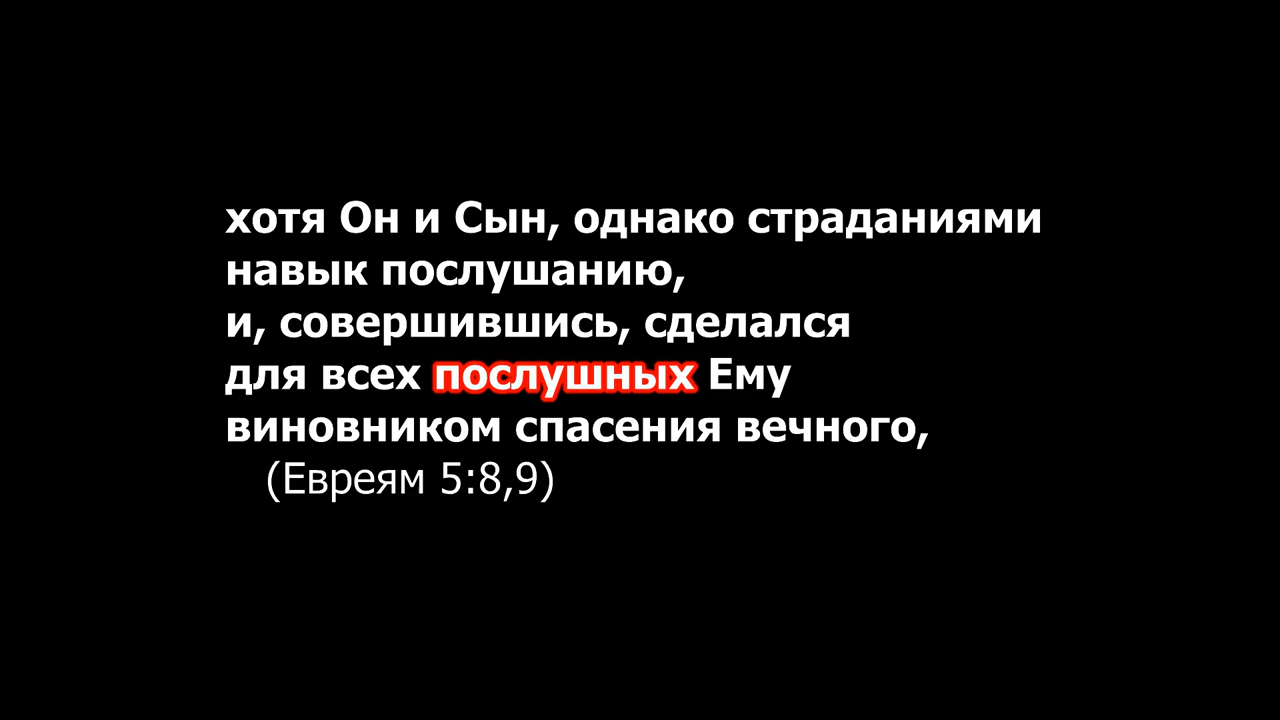 хотя Он и Сын, однако страданиями
навык послушанию,
и, совершившись, сделался
для всех послушных Ему
виновником спасения вечного,
(Евреям 5:8,9)